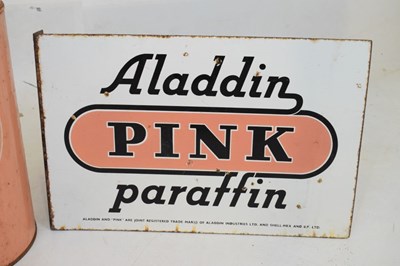 Aladdin
PINK
paraffin
ALADDIN AND "PINK" ARE JOINT REGISTERED TRADE MARKS OF ALADDIN INDUSTRIES LTD. AND SHELL-MEX AND B.P. LTD.